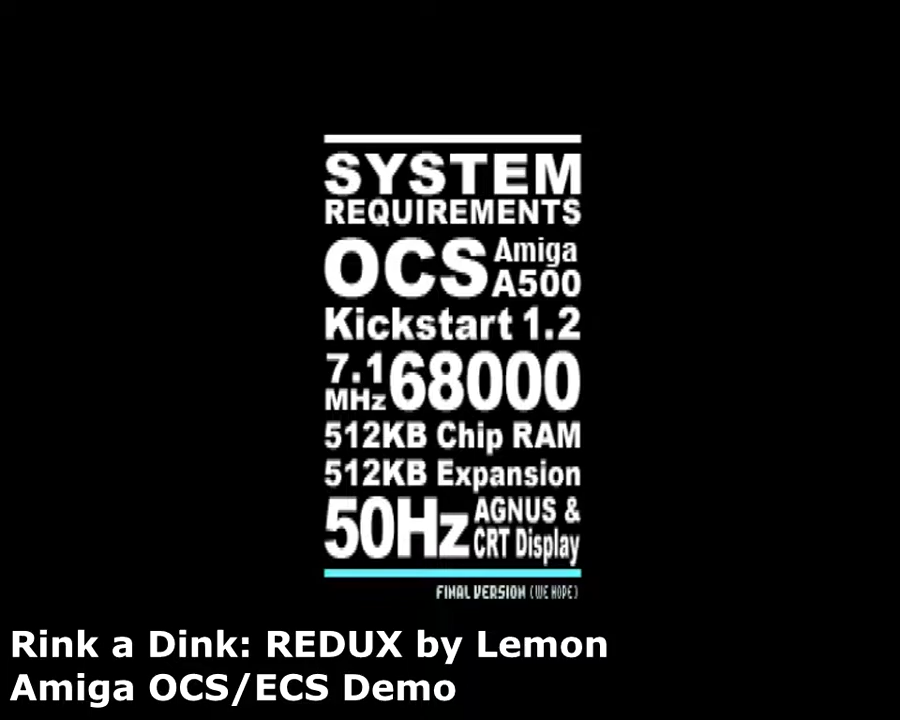 SYSTEM
REQUIREMENTS
OCS Amiga A500
Kickstart 1.2
7.1 MHz 68000
512KB Chip RAM
512KB Expansion
50Hz AGNUS & CRT Display
FINAL VERSION (WE HOPE)
Rink a Dink: REDUX by Lemon
Amiga OCS/ECS Demo